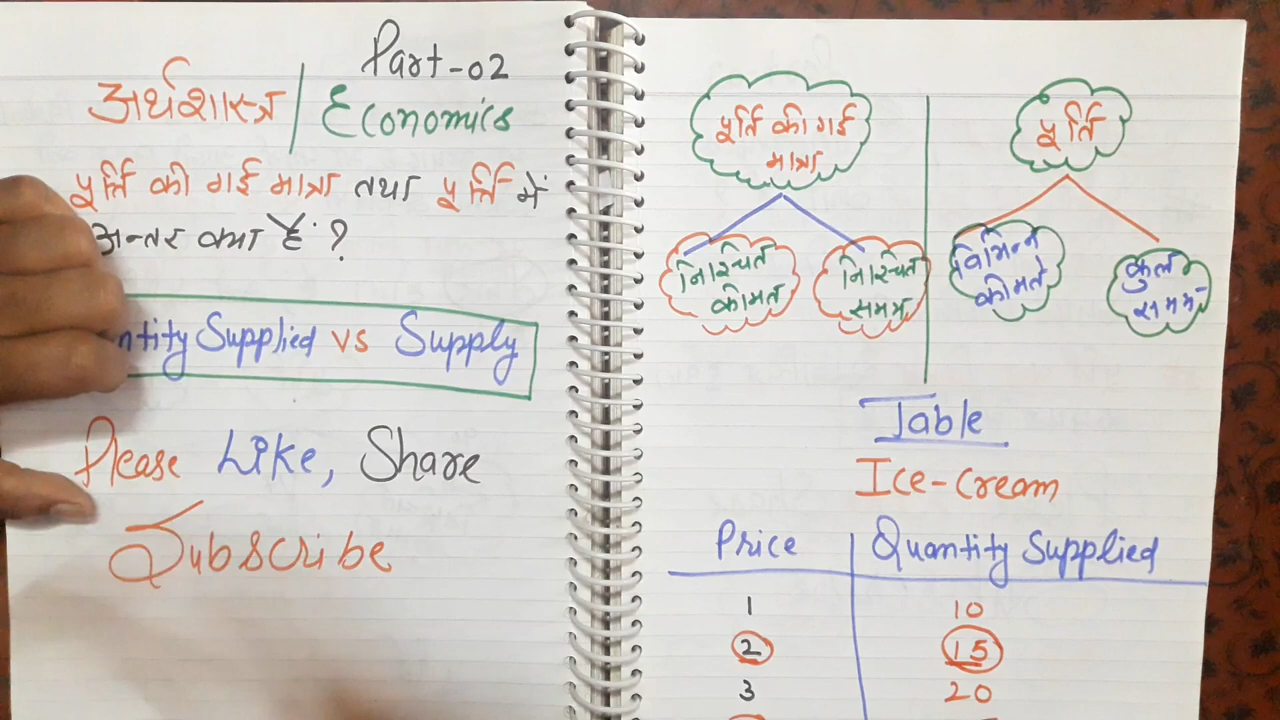 Part-02
अर्थशास्त्र / Economics
पूर्ति की गई मात्रा तथा पूर्ति में
अन्तर क्या है ?
ntity Supplied vs Supply
Please Like, Share
Subscribe
पूर्ति की गई
मात्रा
निश्चित
कीमत
निश्चित
समय
पूर्ति
विभिन्न
कीमतें
कुल
समय
Table
Ice-Cream
Price Quantity Supplied
1 10
2 15
3 20